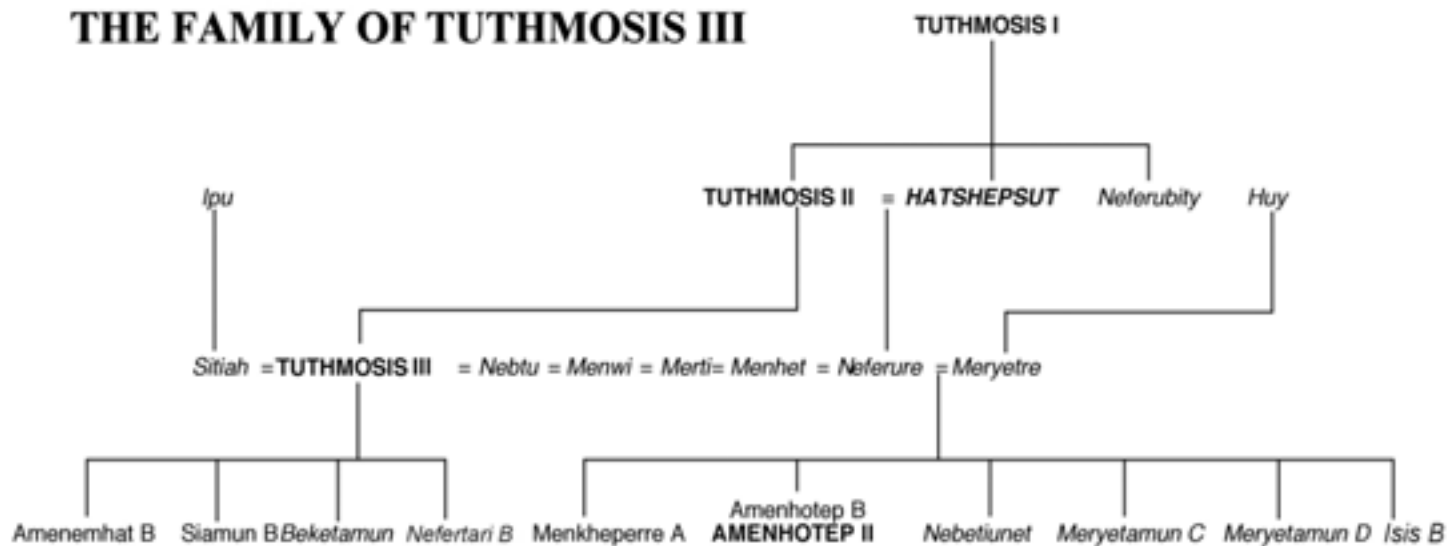 THE FAMILY OF TUTHMOSIS III
TUTHMOSIS I
Ipu
TUTHMOSIS II = HATSHEPSUT Neferubity Huy
Sitiah =TUTHMOSIS III = Nebtu = Menwi = Merti= Menhet = Neferure =Meryetre
Amenhotep B
Amenemhat B Siamun B Beketamun Nefertari B Menkheperre A AMENHOTEP II Nebetiunet Meryetamun C Meryetamun D Isis B